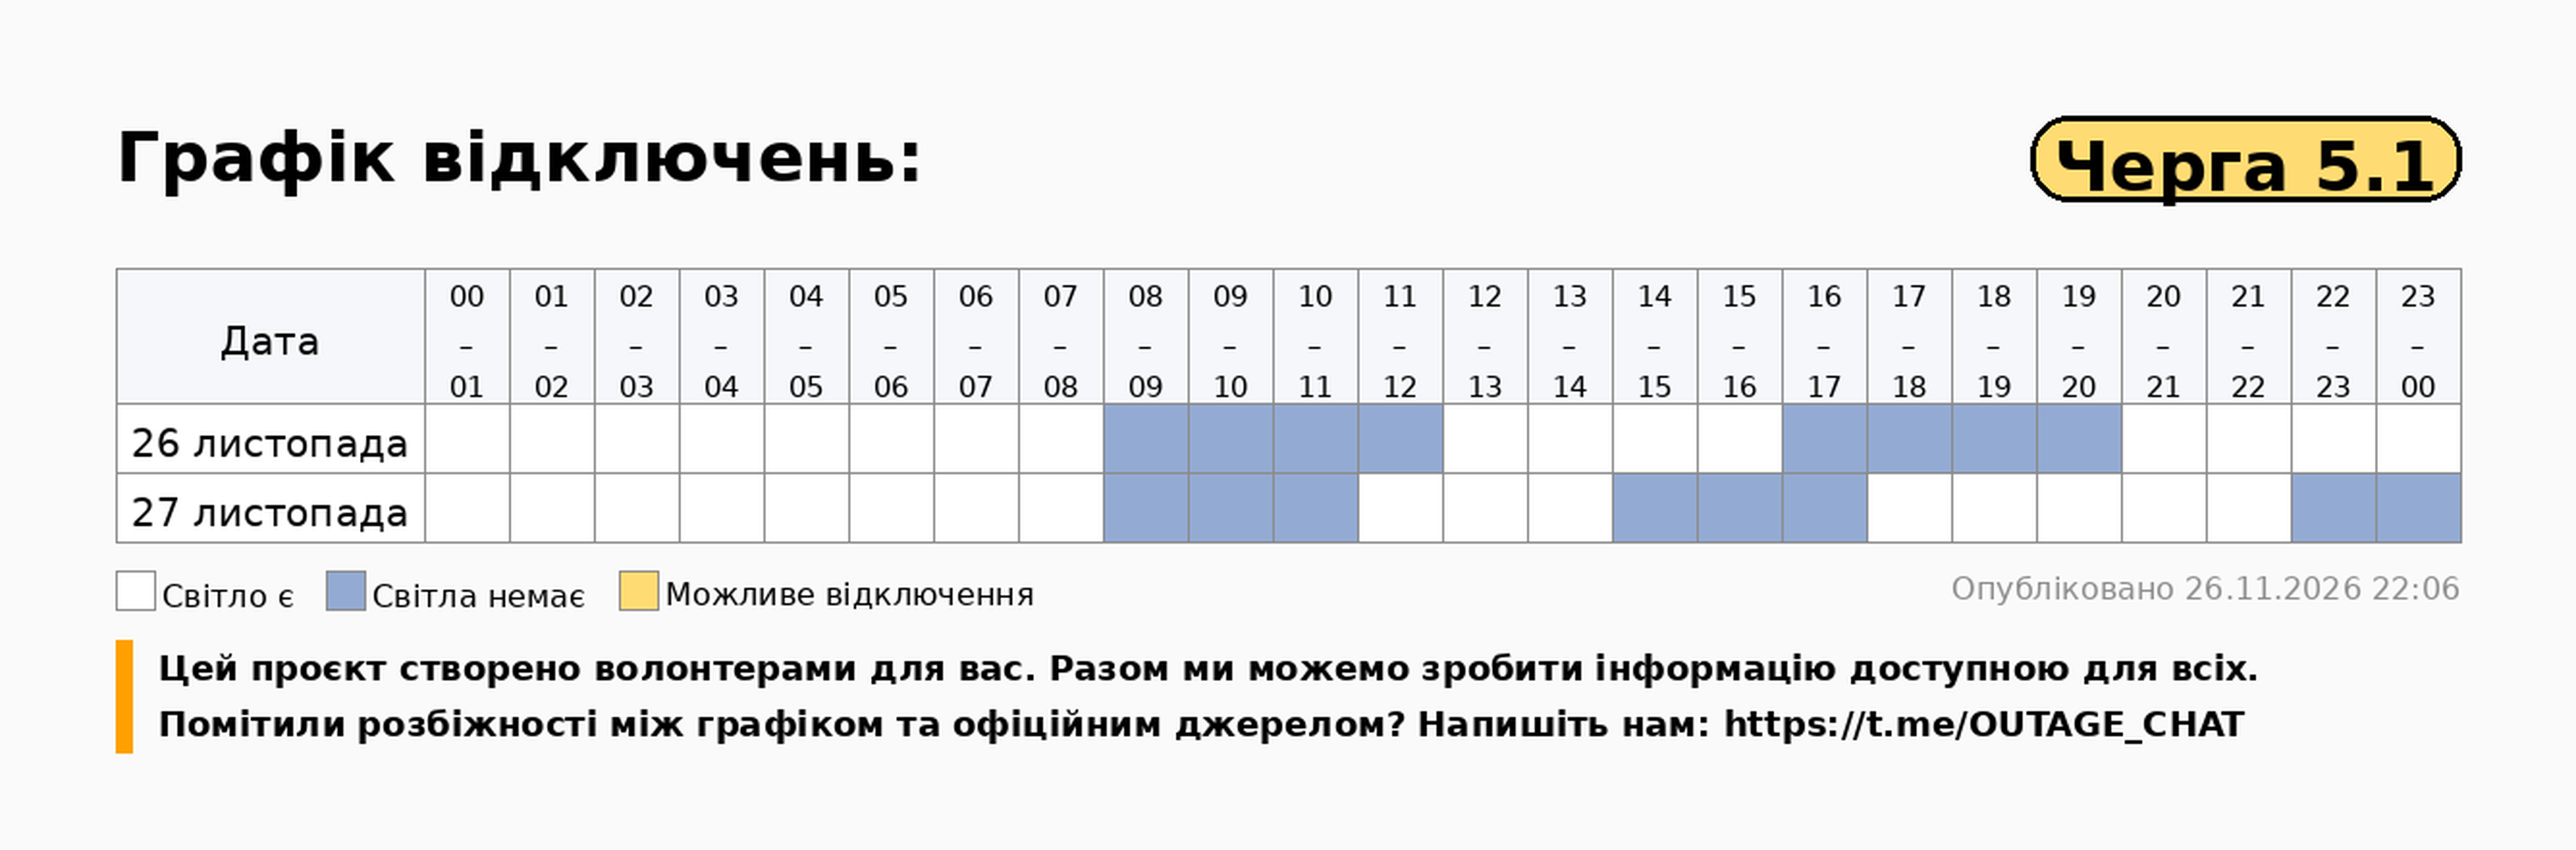 Графік відключень:
Черга 5.1
Дата 00 – 01 01 – 02 02 – 03 03 – 04 04 – 05 05 – 06 06 – 07 07 – 08 08 – 09 09 – 10 10 – 11 11 – 12 12 – 13 13 – 14 14 – 15 15 – 16 16 – 17 17 – 18 18 – 19 19 – 20 20 – 21 21 – 22 22 – 23 23 – 00
26 листопада
27 листопада
Світло є Світла немає Можливе відключення
Опубліковано 26.11.2026 22:06
Цей проєкт створено волонтерами для вас. Разом ми можемо зробити інформацію доступною для всіх.
Помітили розбіжності між графіком та офіційним джерелом? Напишіть нам: https://t.me/OUTAGE_CHAT